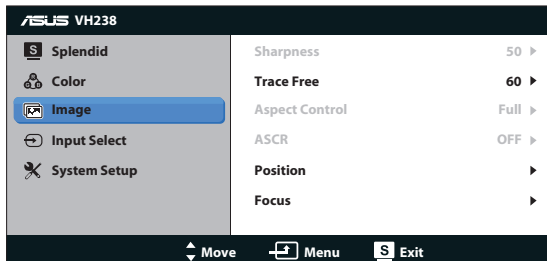 ASUS VH238
S Splendid
Color
Image
Input Select
System Setup
Sharpness 50
Trace Free 60
Aspect Control Full
ASCR OFF
Position
Focus
Move Menu S Exit